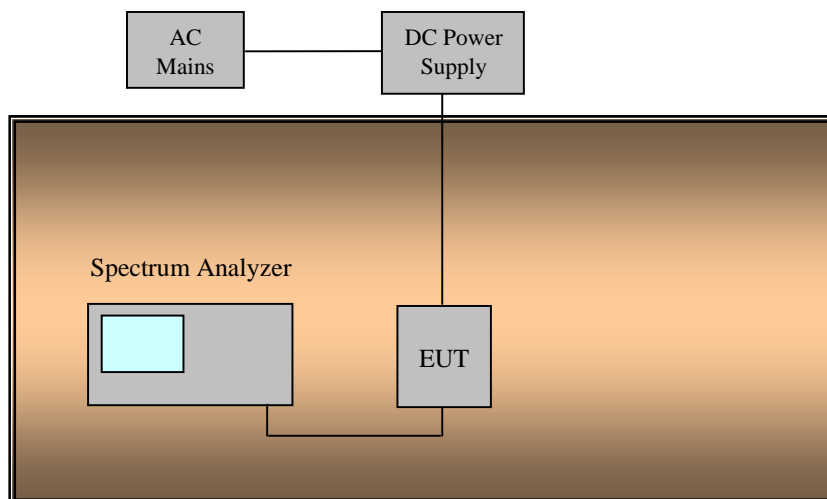 AC
Mains
DC Power
Supply
Spectrum Analyzer
EUT